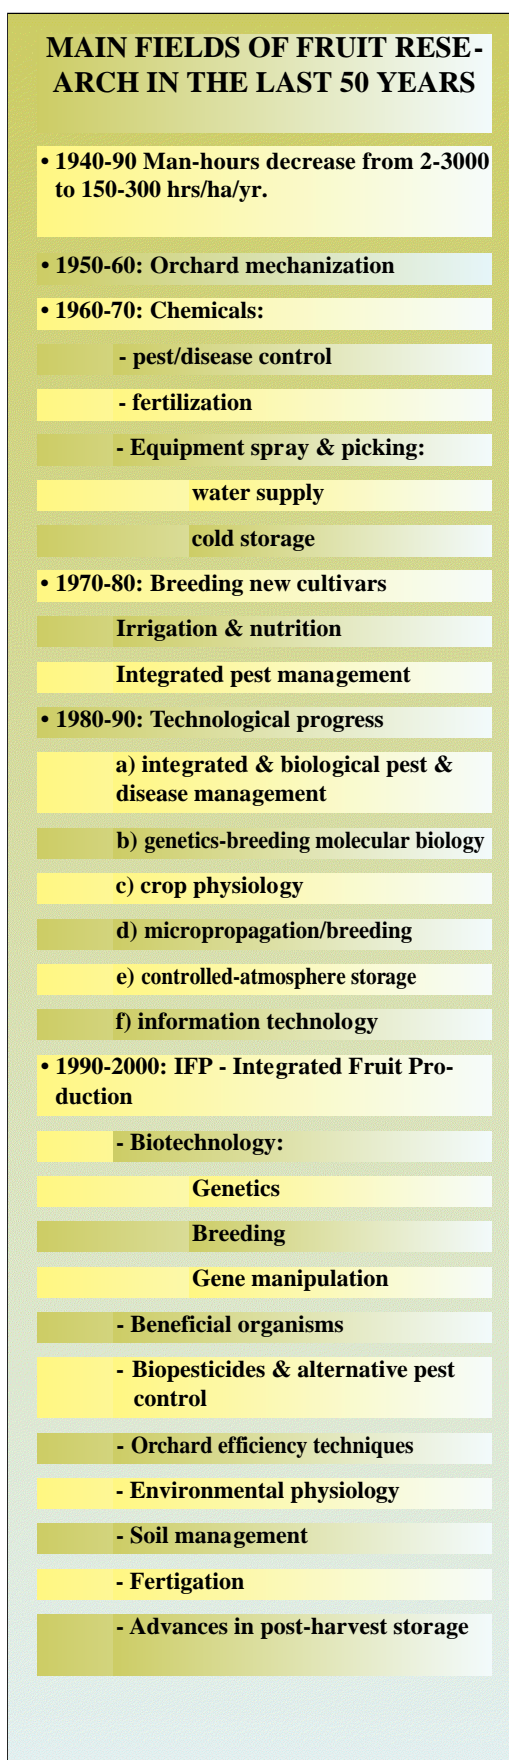 MAIN FIELDS OF FRUIT RESE-
ARCH IN THE LAST 50 YEARS
• 1940-90 Man-hours decrease from 2-3000
to 150-300 hrs/ha/yr.
• 1950-60: Orchard mechanization
• 1960-70: Chemicals:
- pest/disease control
- fertilization
- Equipment spray & picking:
water supply
cold storage
• 1970-80: Breeding new cultivars
Irrigation & nutrition
Integrated pest management
• 1980-90: Technological progress
a) integrated & biological pest &
disease management
b) genetics-breeding molecular biology
c) crop physiology
d) micropropagation/breeding
e) controlled-atmosphere storage
f) information technology
• 1990-2000: IFP - Integrated Fruit Pro-
duction
- Biotechnology:
Genetics
Breeding
Gene manipulation
- Beneficial organisms
- Biopesticides & alternative pest
control
- Orchard efficiency techniques
- Environmental physiology
- Soil management
- Fertigation
- Advances in post-harvest storage